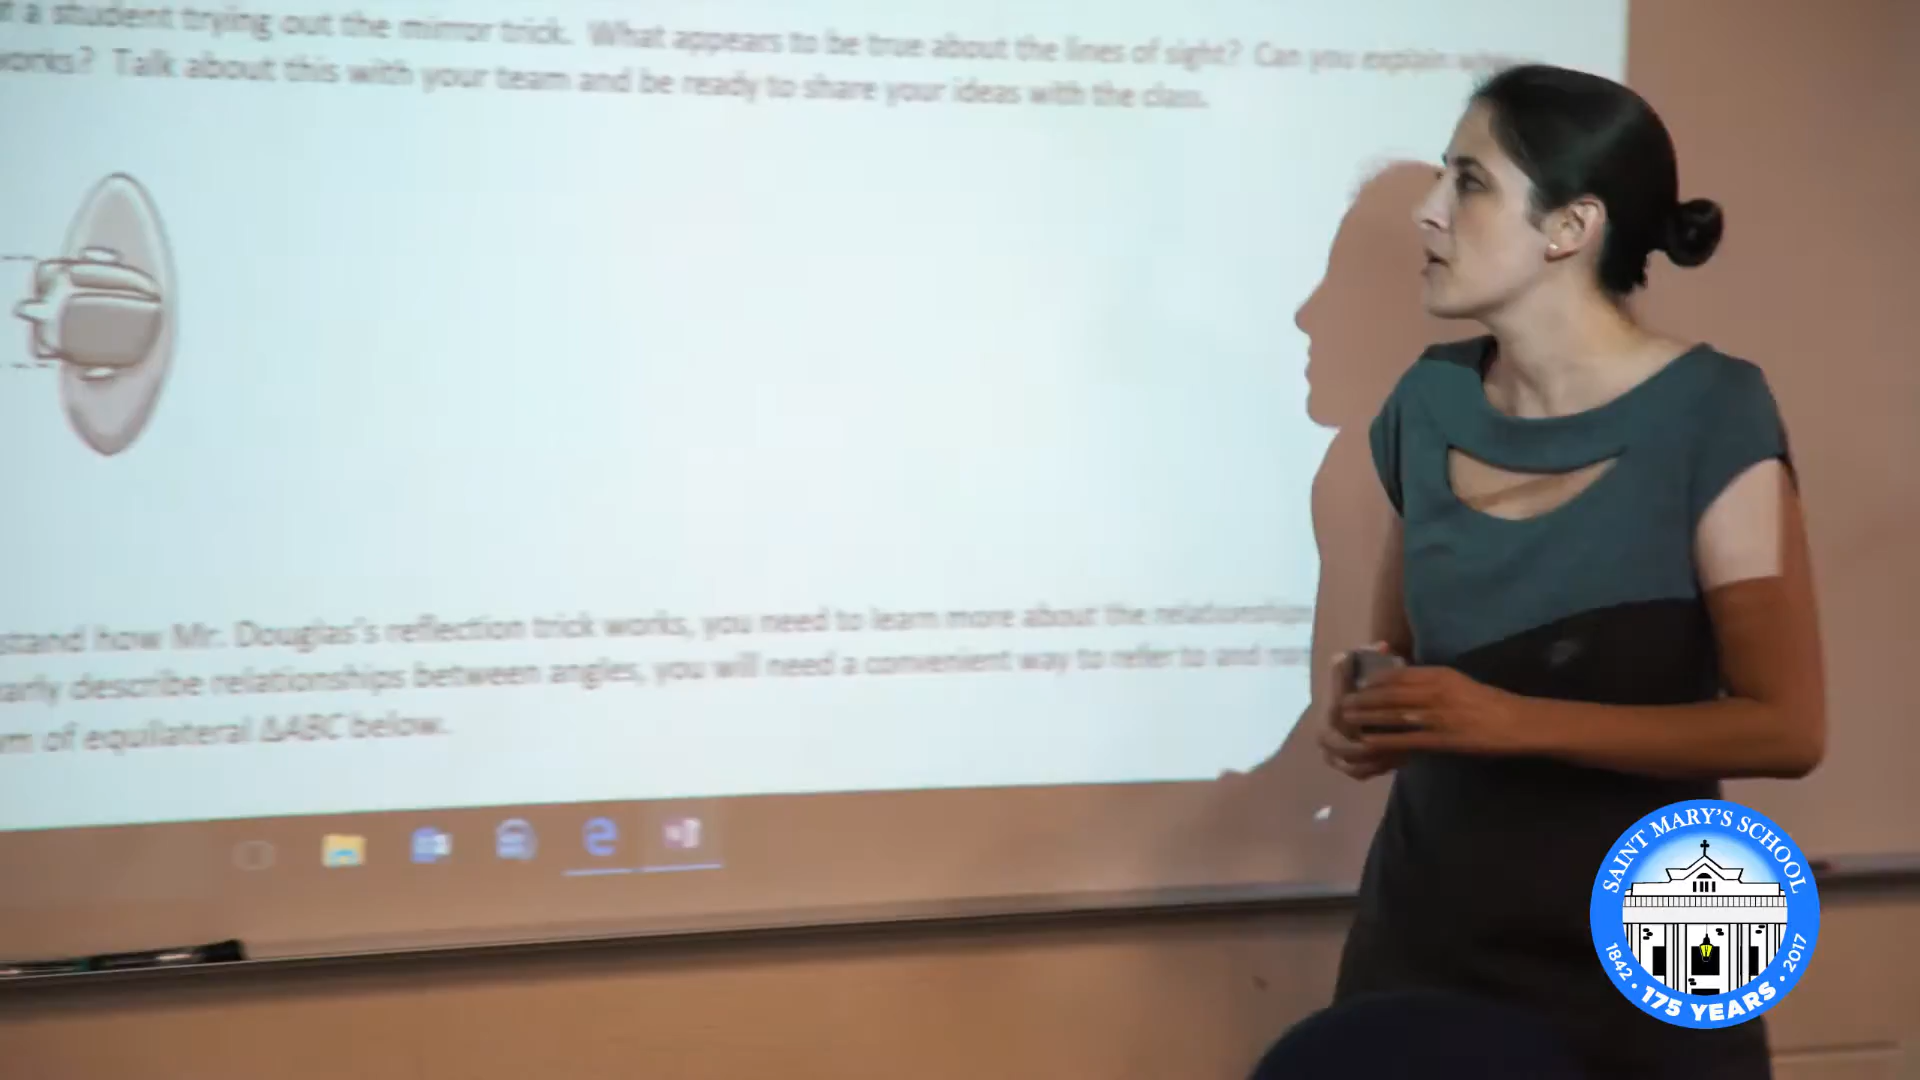 a student trying out the mirror trick. What appears to be true about the lines of sight? Can you explain
works? Talk about this with your team and be ready to share your ideas with the class.
stand how Mr. Douglas's reflection trick works, you need to learn more about the relationships
arly describe relationships between angles, you will need a convenient way to refer to and
m of equilateral ΔABC below.
SAINT MARY'S SCHOOL
1842 • 175 YEARS • 2017